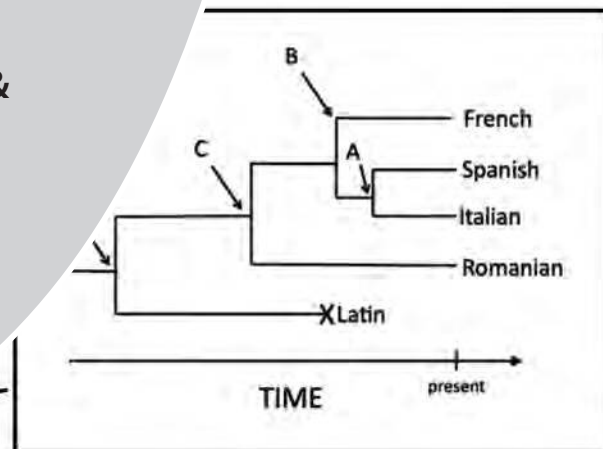 &
B
French
A
Spanish
C
Italian
Romanian
X Latin
present
TIME